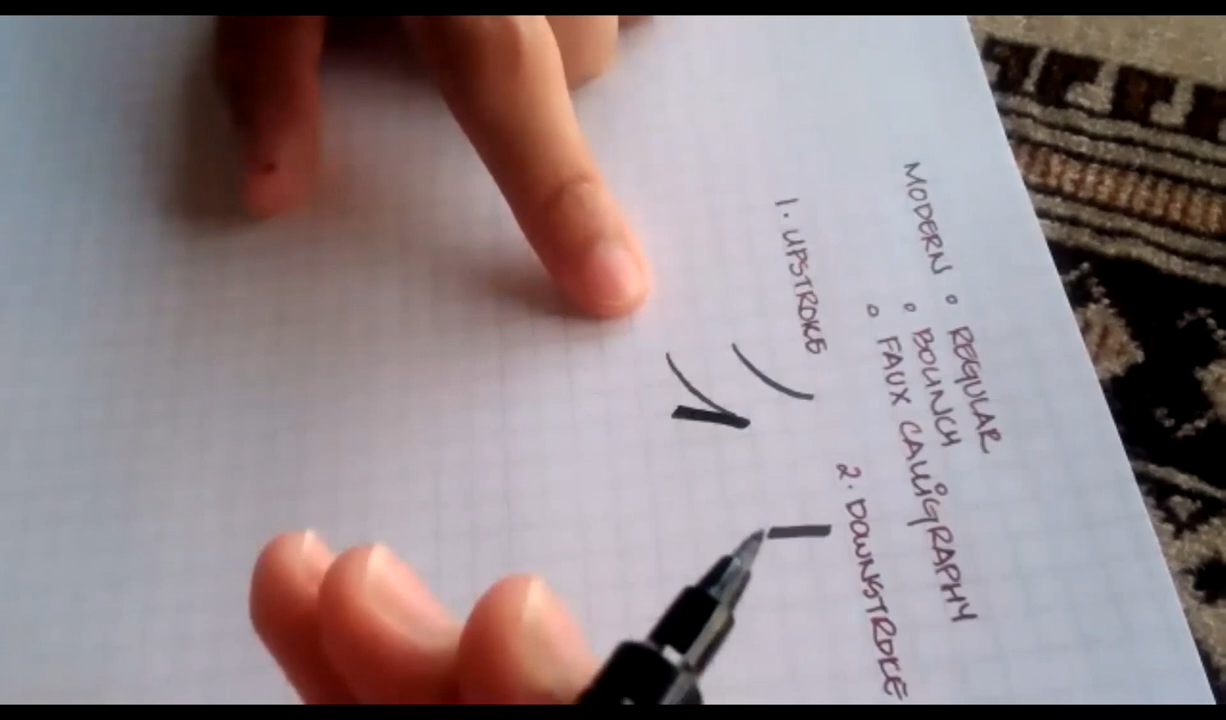 MODERN ◦ REGULAR
◦ BOUNCY
◦ FAUX CALLIGRAPHY
1. UPSTROKE
2. DOWNSTROKE